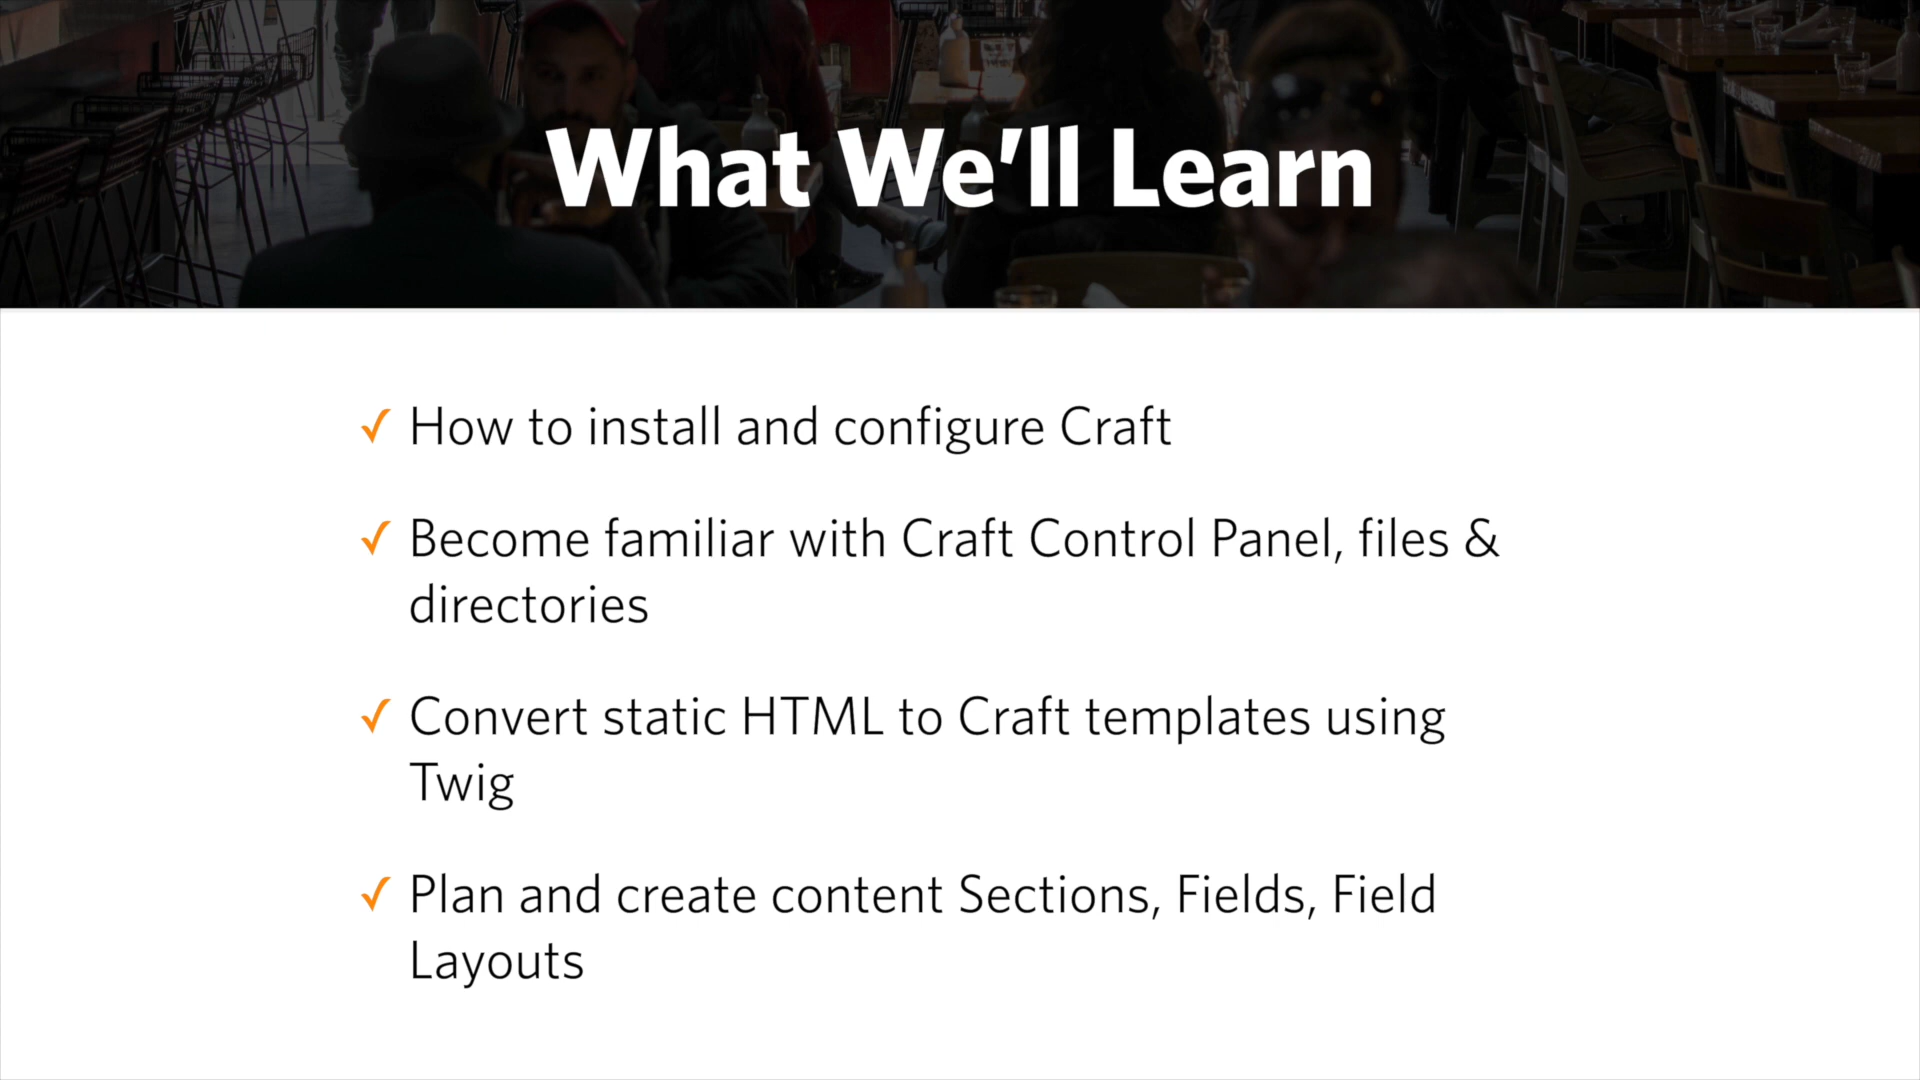 What We’ll Learn
✓ How to install and configure Craft
✓ Become familiar with Craft Control Panel, files &
directories
✓ Convert static HTML to Craft templates using
Twig
✓ Plan and create content Sections, Fields, Field
Layouts